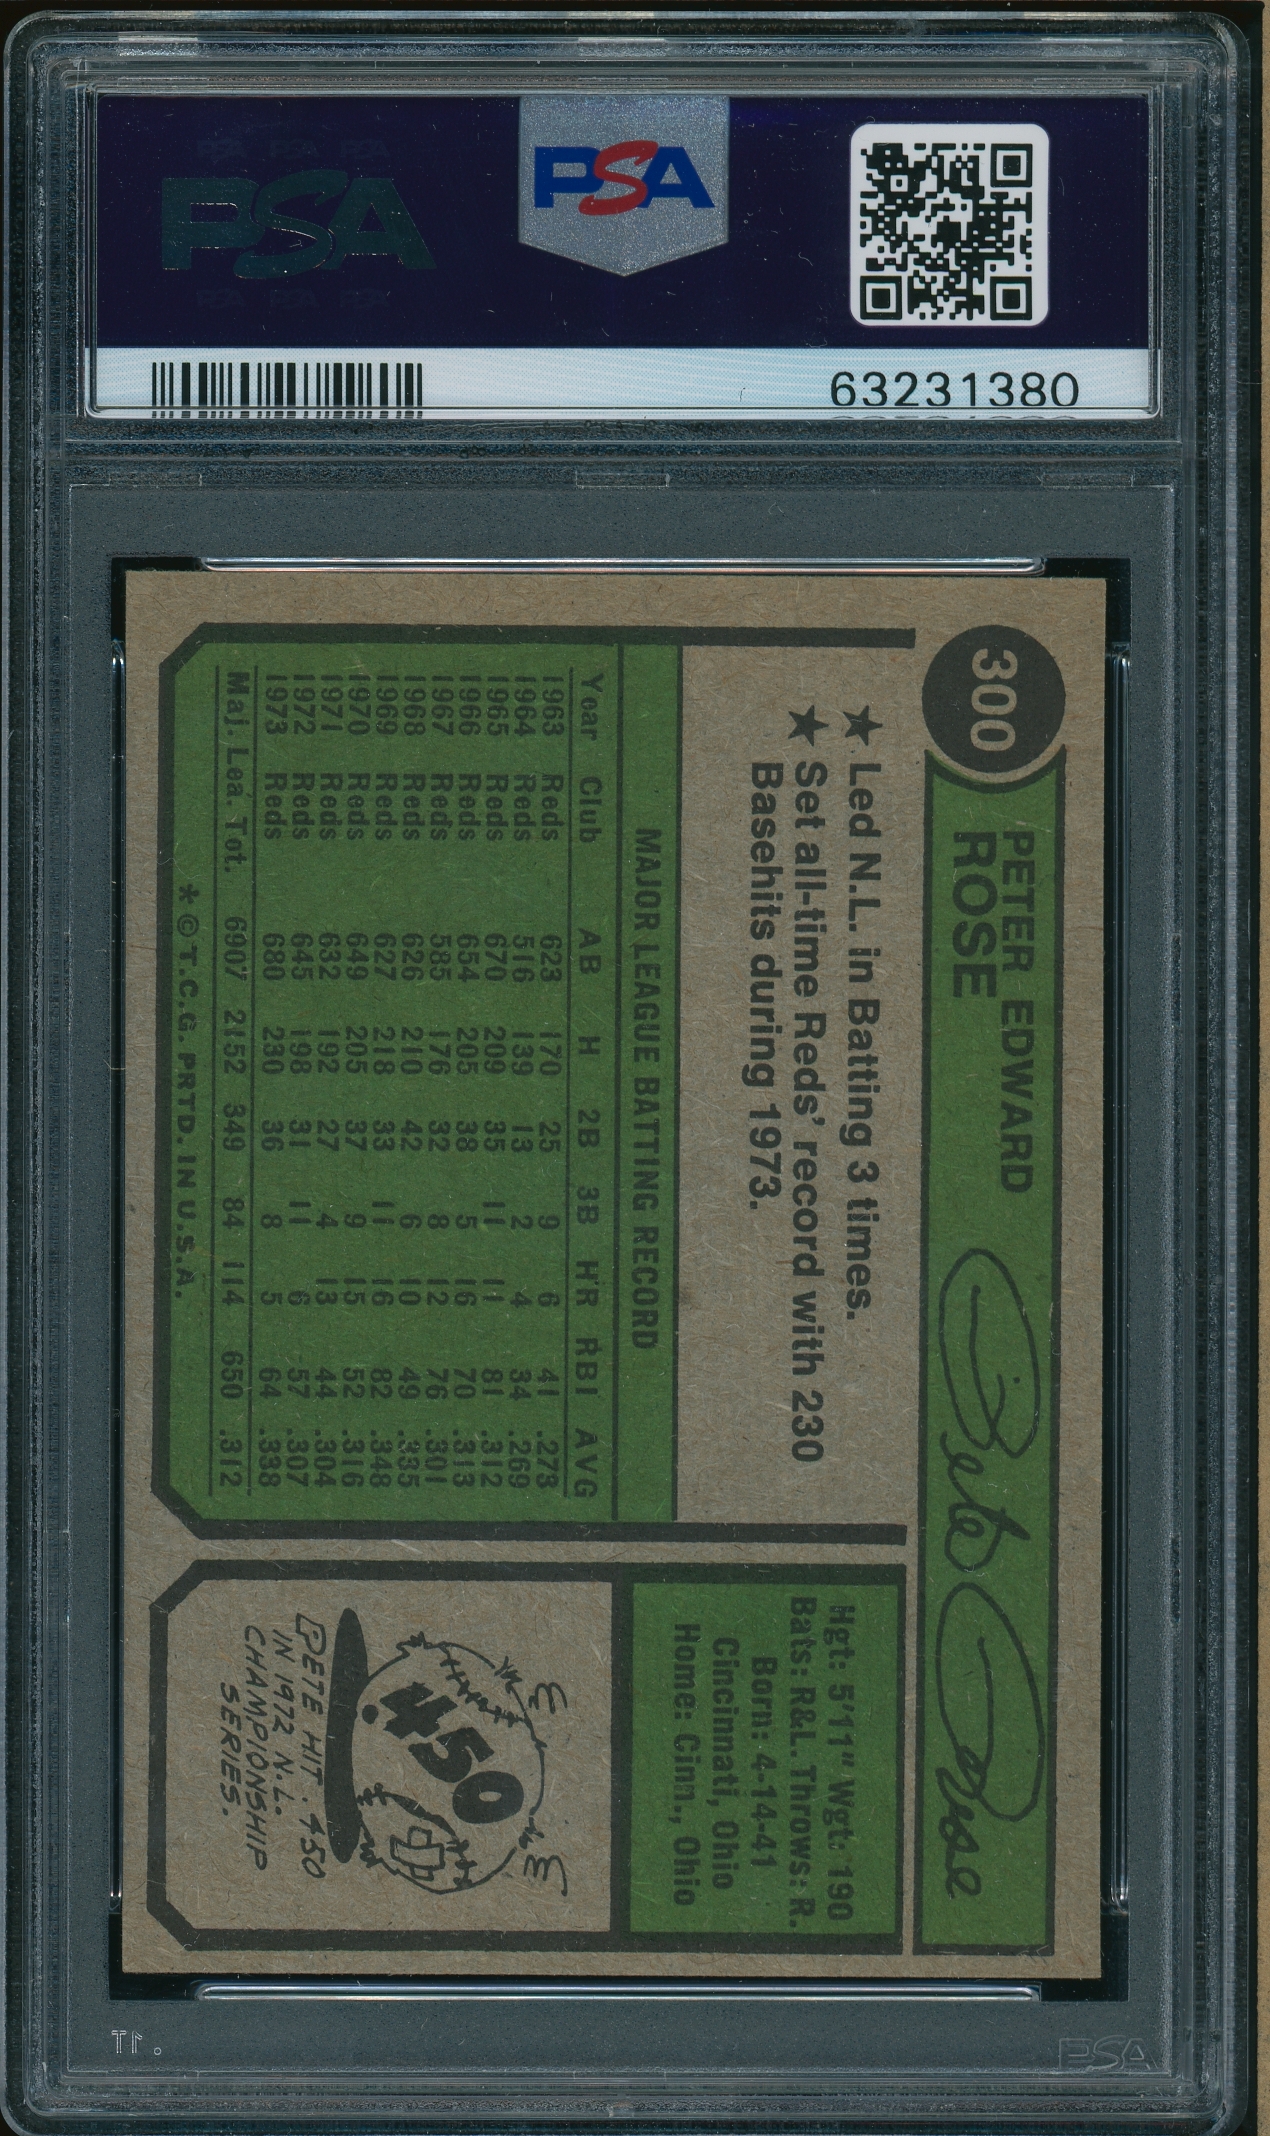 PSA
PSA
63231380
300
PETER EDWARD
ROSE
Pete Rose
★ Led N.L. in Batting 3 times.
★ Set all-time Reds' record with 230
Basehits during 1973.
MAJOR LEAGUE BATTING RECORD
Year Club AB H 2B 3B HR RBI AVG
1963 Reds 623 170 25 9 6 41 .273
1964 Reds 516 139 13 2 4 34 .269
1965 Reds 670 209 35 11 11 81 .312
1966 Reds 654 205 38 5 16 70 .313
1967 Reds 585 176 32 8 12 76 .301
1968 Reds 626 210 42 6 10 49 .335
1969 Reds 627 218 33 11 16 82 .348
1970 Reds 649 205 37 9 15 52 .316
1971 Reds 632 192 27 4 13 44 .304
1972 Reds 645 198 31 11 6 57 .307
1973 Reds 680 230 36 8 5 64 .338
Maj. Lea. Tot. 6907 2152 349 84 114 650 .312
* © T.C.G. PRTD. IN U.S.A.
Hgt: 5'11" Wgt: 190
Bats: R&L. Throws: R.
Born: 4-14-41
Cincinnati, Ohio
Home: Cinn., Ohio
.450
PETE HIT .450
IN 1972 N.L.
CHAMPIONSHIP
SERIES.
PSA